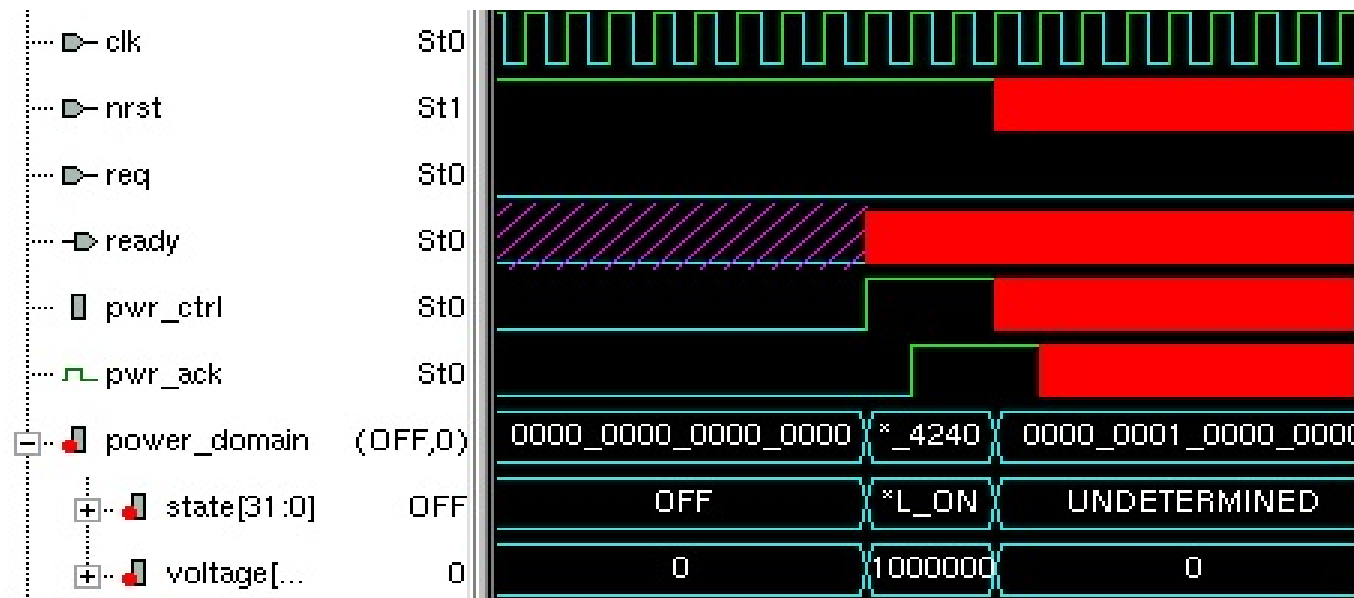 clk St0
nrst St1
req St0
ready St0
pwr_ctrl St0
pwr_ack St0
power_domain (OFF,0) 0000_0000_0000_0000 *_4240 0000_0001_0000_0000
state[31:0] OFF OFF *L_ON UNDETERMINED
voltage[... 0 0 1000000 0